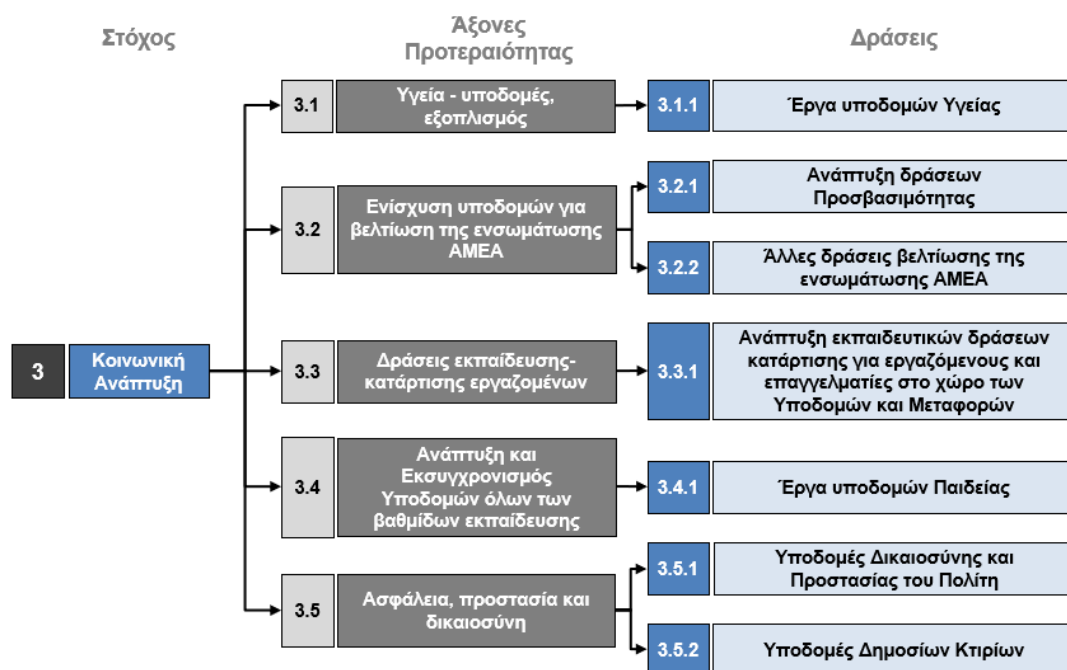 Στόχος
Άξονες
Προτεραιότητας
Δράσεις
3
Κοινωνική
Ανάπτυξη
3.1
Υγεία - υποδομές,
εξοπλισμός
3.1.1
Έργα υποδομών Υγείας
3.2
Ενίσχυση υποδομών για
βελτίωση της ενσωμάτωσης
ΑΜΕΑ
3.2.1
Ανάπτυξη δράσεων
Προσβασιμότητας
3.2.2
Άλλες δράσεις βελτίωσης της
ενσωμάτωσης ΑΜΕΑ
3.3
Δράσεις εκπαίδευσης-
κατάρτισης εργαζομένων
3.3.1
Ανάπτυξη εκπαιδευτικών δράσεων
κατάρτισης για εργαζόμενους και
επαγγελματίες στο χώρο των
Υποδομών και Μεταφορών
3.4
Ανάπτυξη και
Εκσυγχρονισμός
Υποδομών όλων των
βαθμίδων εκπαίδευσης
3.4.1
Έργα υποδομών Παιδείας
3.5
Ασφάλεια, προστασία και
δικαιοσύνη
3.5.1
Υποδομές Δικαιοσύνης και
Προστασίας του Πολίτη
3.5.2
Υποδομές Δημοσίων Κτιρίων